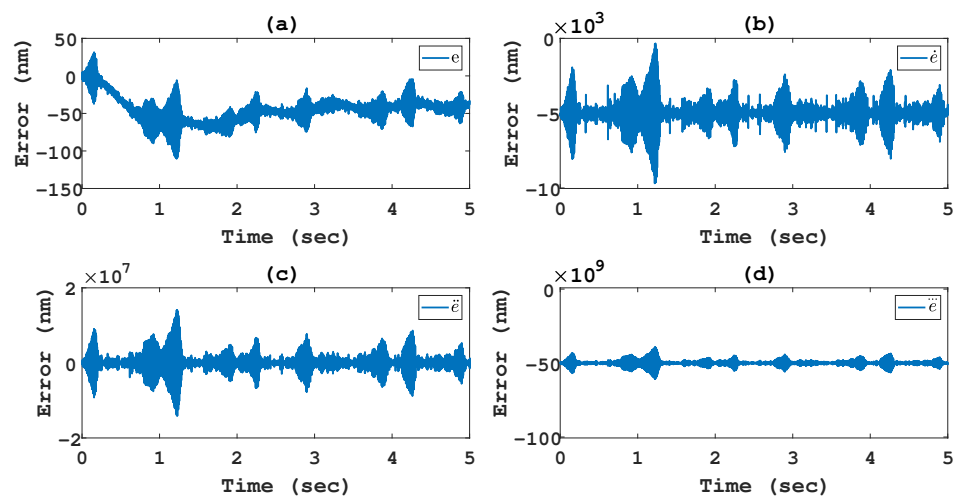 (a)
50
0
−50
−100
−150
Error (nm)
e
0 1 2 3 4 5
Time (sec)
(b)
×10³
0
−5
−10
Error (nm)
ė
0 1 2 3 4 5
Time (sec)
(c)
×10⁷
2
0
−2
Error (nm)
ë
0 1 2 3 4 5
Time (sec)
(d)
×10⁹
0
−50
−100
Error (nm)
e⃛
0 1 2 3 4 5
Time (sec)